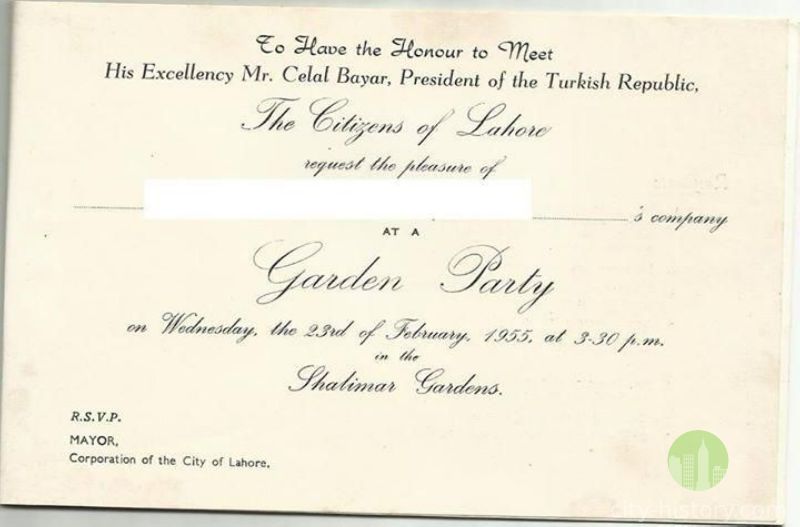 To Have the Honour to Meet
His Excellency Mr. Celal Bayar, President of the Turkish Republic,
The Citizens of Lahore
request the pleasure of
's company
AT A
Garden Party
on Wednesday, the 23rd of February, 1955, at 3-30 p.m.
in the
Shalimar Gardens.
R.S.V.P.
MAYOR,
Corporation of the City of Lahore.
city-history.com